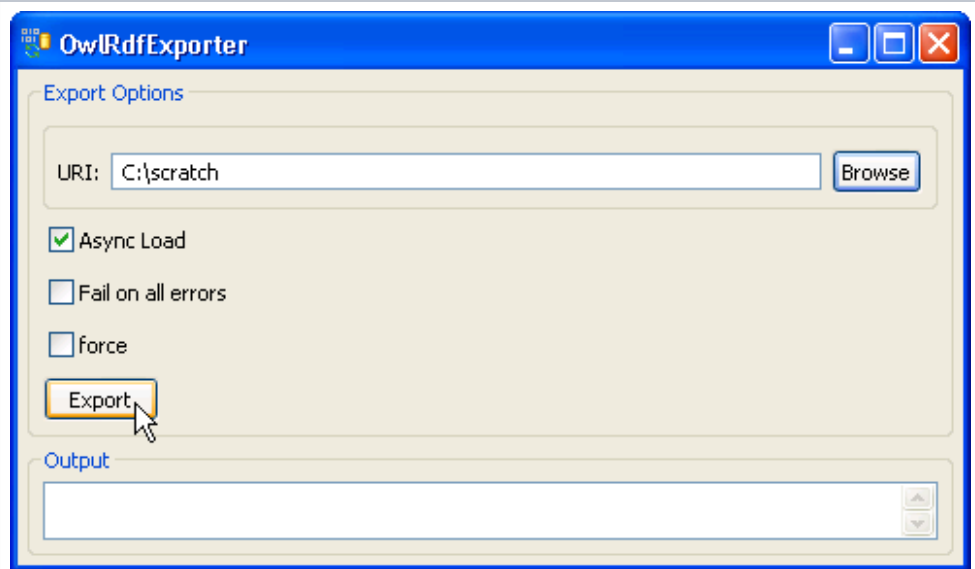 OwlRdfExporter
Export Options
URI: C:\scratch Browse
Async Load
Fail on all errors
force
Export
Output